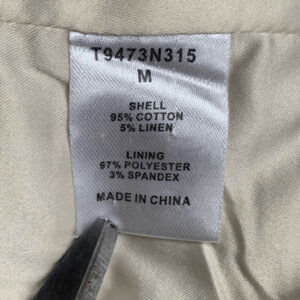 T9473N315
M
SHELL
95% COTTON
5% LINEN
LINING
97% POLYESTER
3% SPANDEX
MADE IN CHINA